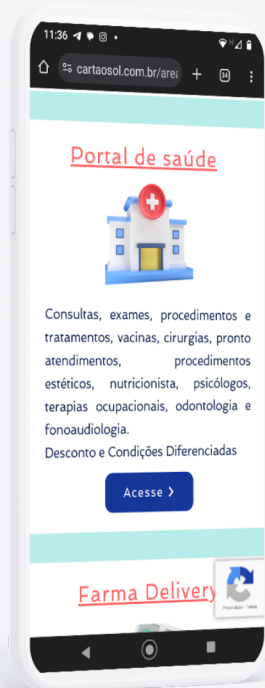 11:36
cartaosol.com.br/area
34
Portal de saúde
Consultas, exames, procedimentos e
tratamentos, vacinas, cirurgias, pronto
atendimentos, procedimentos
estéticos, nutricionista, psicólogos,
terapias ocupacionais, odontologia e
fonoaudiologia.
Desconto e Condições Diferenciadas
Acesse
Farma Delivery